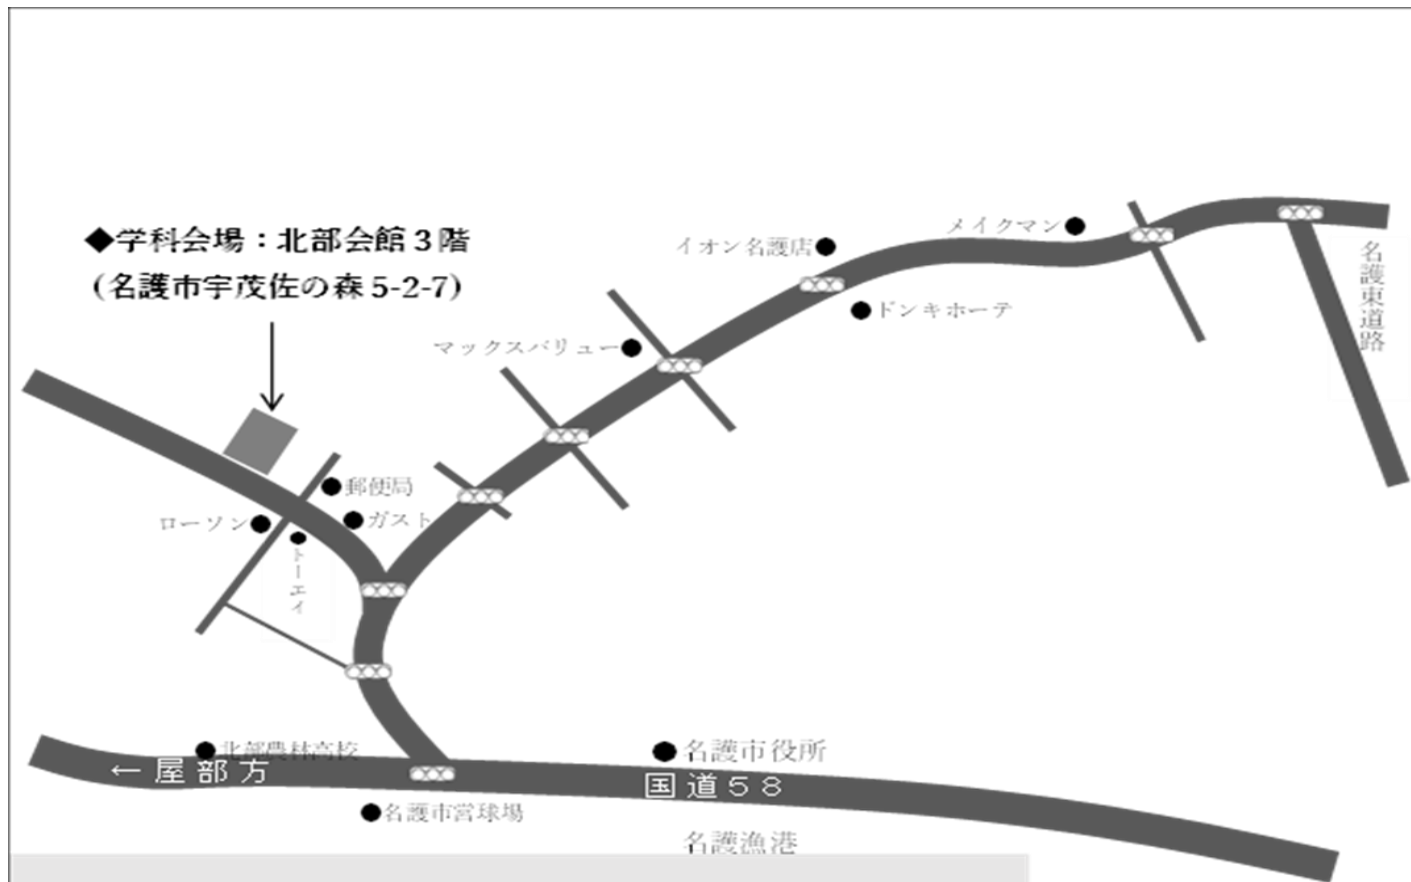 ◆学科会場：北部会館３階
(名護市宇茂佐の森 5-2-7)
メイクマン
イオン名護店
名護東道路
ドンキホーテ
マックスバリュー
郵便局
ローソン
ガスト
トーエイ
北部農林高校
名護市役所
←屋部方
国道５８
名護市営球場
名護漁港